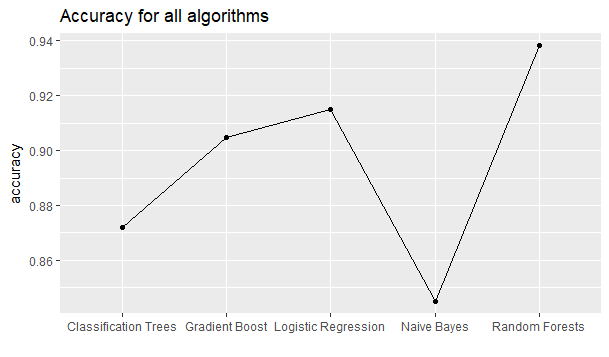 Accuracy for all algorithms
0.94
0.92
0.90
0.88
0.86
accuracy
Classification Trees Gradient Boost Logistic Regression Naive Bayes Random Forests